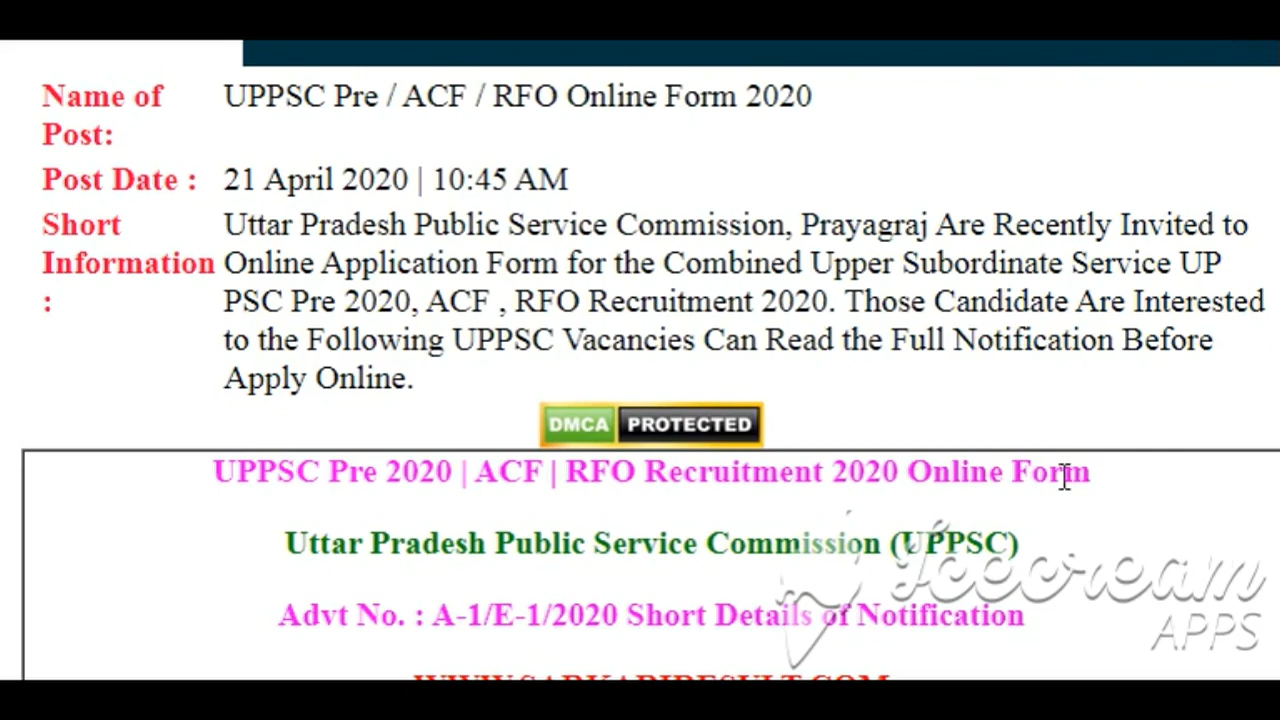 Name of Post: UPPSC Pre / ACF / RFO Online Form 2020
Post Date : 21 April 2020 | 10:45 AM
Short Information : Uttar Pradesh Public Service Commission, Prayagraj Are Recently Invited to
Online Application Form for the Combined Upper Subordinate Service UP
PSC Pre 2020, ACF , RFO Recruitment 2020. Those Candidate Are Interested
to the Following UPPSC Vacancies Can Read the Full Notification Before
Apply Online.
DMCA PROTECTED
UPPSC Pre 2020 | ACF | RFO Recruitment 2020 Online Form
Uttar Pradesh Public Service Commission (UPPSC)
Advt No. : A-1/E-1/2020 Short Details of Notification
WWW.SARKARIRESULT.COM
Icecream
APPS